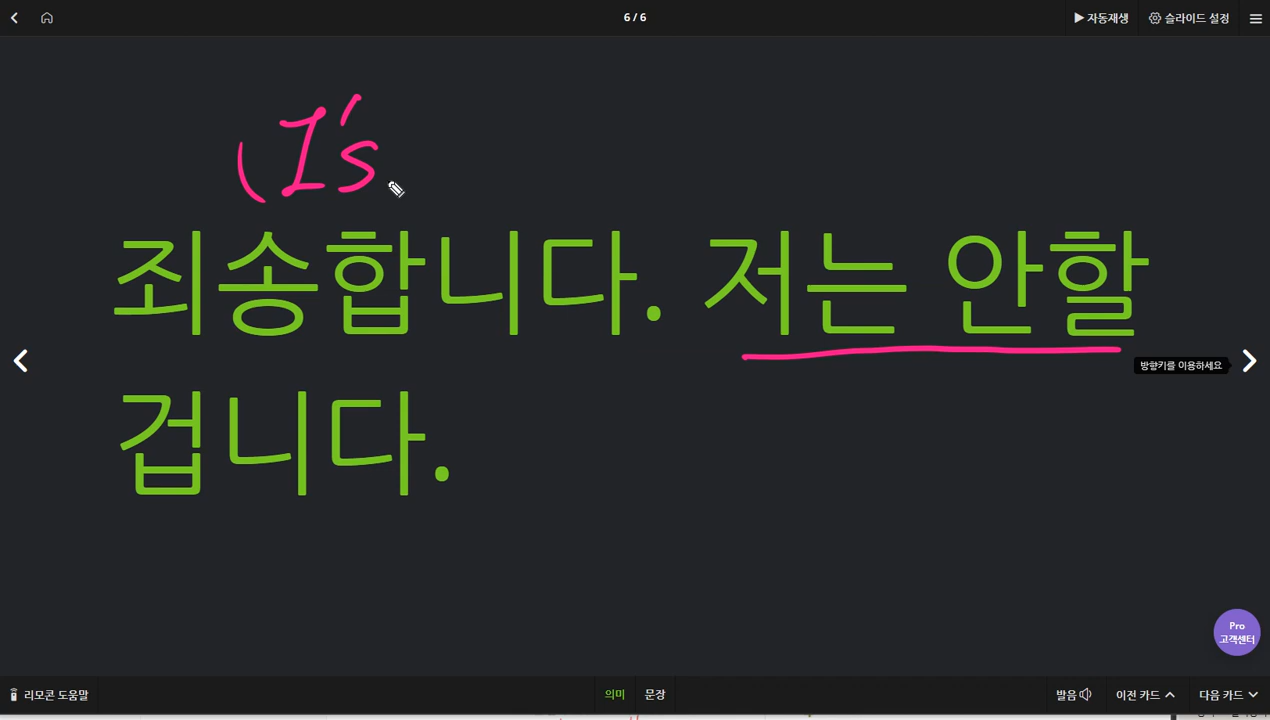 6 / 6
자동재생
슬라이드 설정
(I's
죄송합니다. 저는 안할
겁니다.
방향키를 이용하세요
Pro
고객센터
리모콘 도움말
의미
문장
발음
이전 카드
다음 카드